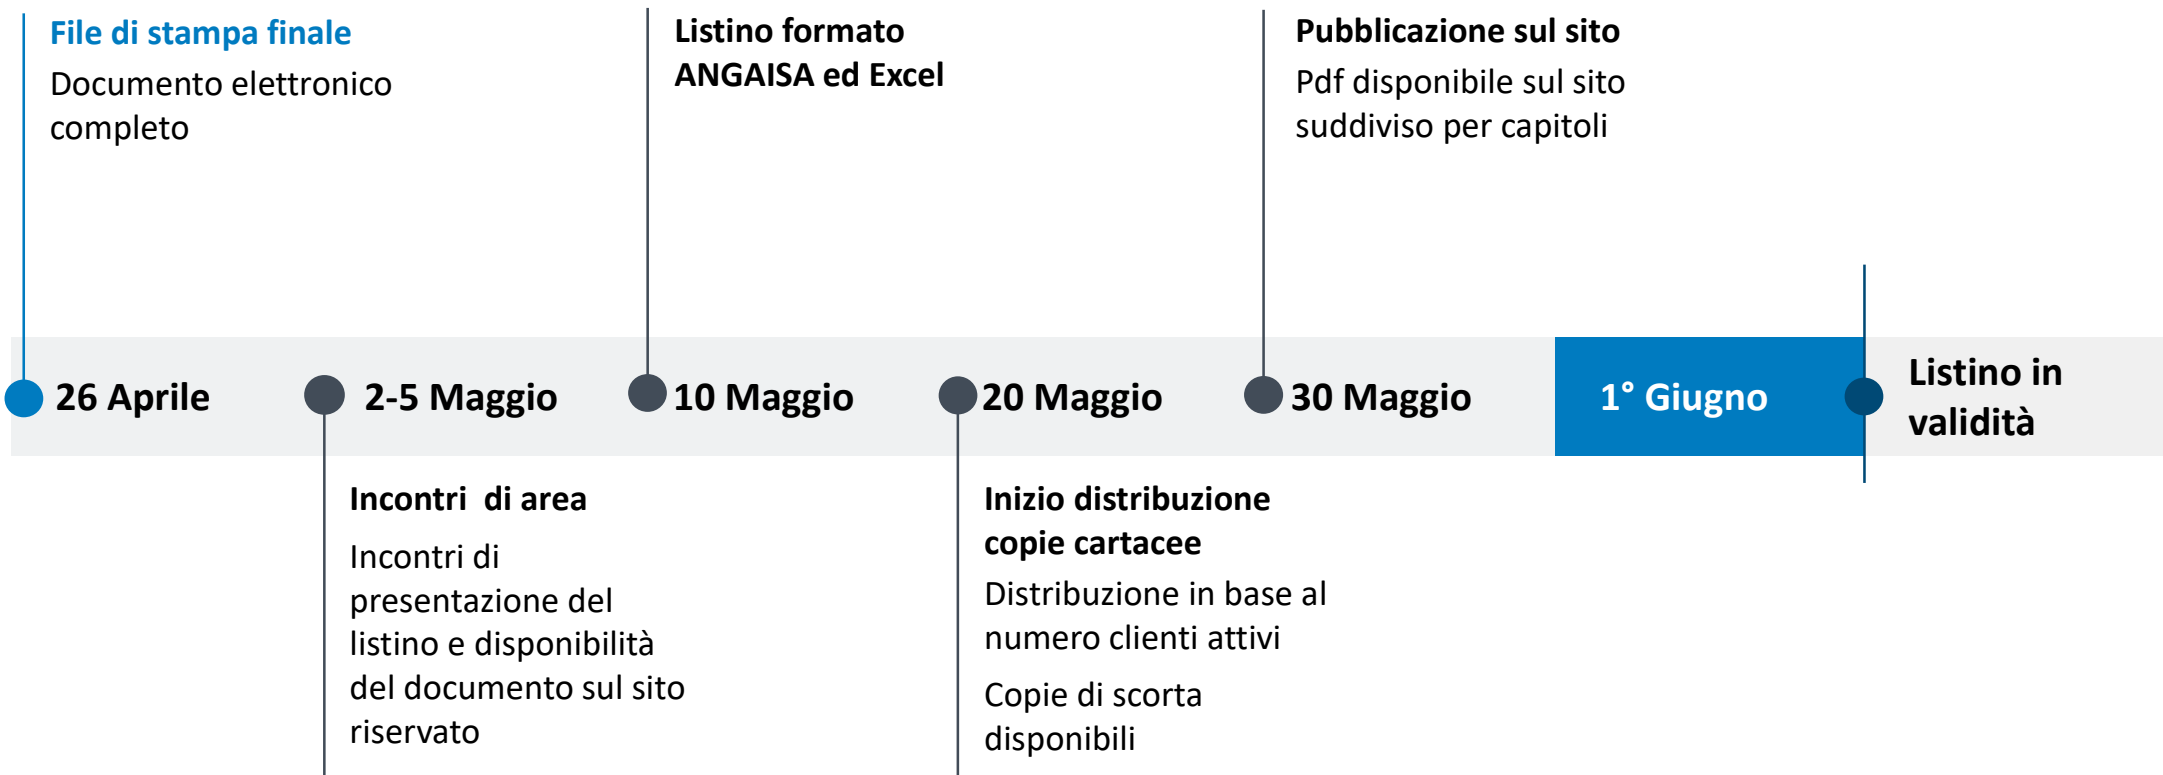 File di stampa finale
Documento elettronico
completo
Listino formato
ANGAISA ed Excel
Pubblicazione sul sito
Pdf disponibile sul sito
suddiviso per capitoli
26 Aprile
2-5 Maggio
10 Maggio
20 Maggio
30 Maggio
1° Giugno
Listino in
validità
Incontri di area
Incontri di
presentazione del
listino e disponibilità
del documento sul sito
riservato
Inizio distribuzione
copie cartacee
Distribuzione in base al
numero clienti attivi
Copie di scorta
disponibili